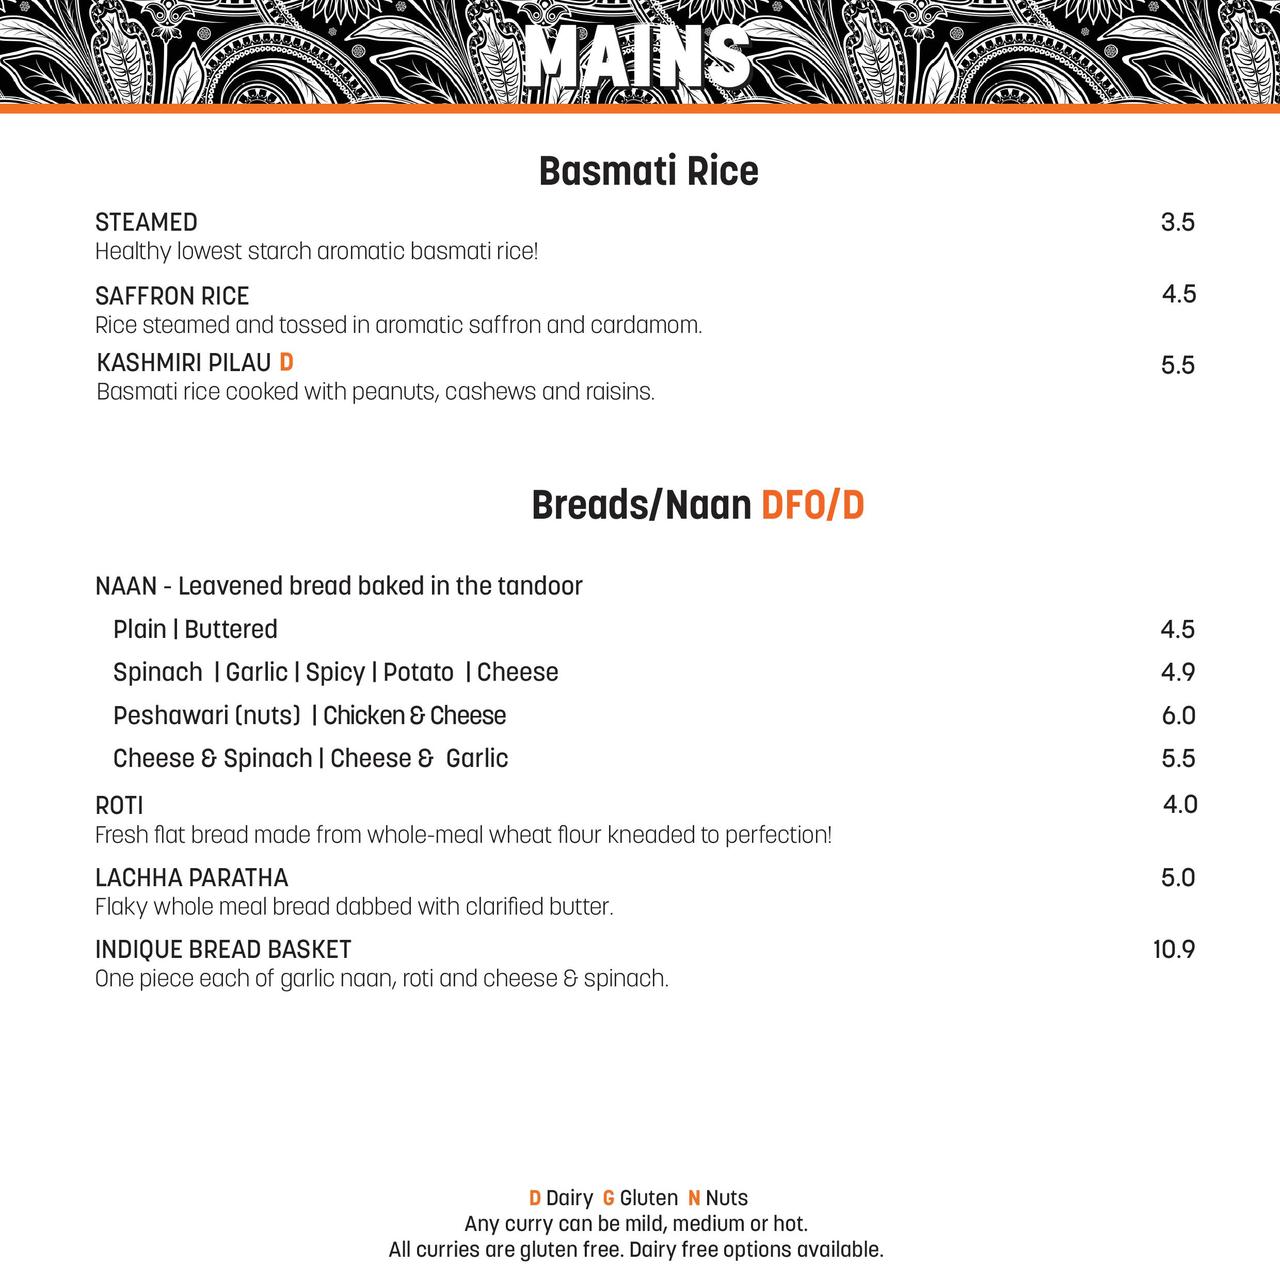 MAINS
Basmati Rice
STEAMED 3.5
Healthy lowest starch aromatic basmati rice!
SAFFRON RICE 4.5
Rice steamed and tossed in aromatic saffron and cardamom.
KASHMIRI PILAU D 5.5
Basmati rice cooked with peanuts, cashews and raisins.
Breads/Naan DFO/D
NAAN - Leavened bread baked in the tandoor
Plain | Buttered 4.5
Spinach | Garlic | Spicy | Potato | Cheese 4.9
Peshawari (nuts) | Chicken & Cheese 6.0
Cheese & Spinach | Cheese & Garlic 5.5
ROTI 4.0
Fresh flat bread made from whole-meal wheat flour kneaded to perfection!
LACHHA PARATHA 5.0
Flaky whole meal bread dabbed with clarified butter.
INDIQUE BREAD BASKET 10.9
One piece each of garlic naan, roti and cheese & spinach.
D Dairy G Gluten N Nuts
Any curry can be mild, medium or hot.
All curries are gluten free. Dairy free options available.